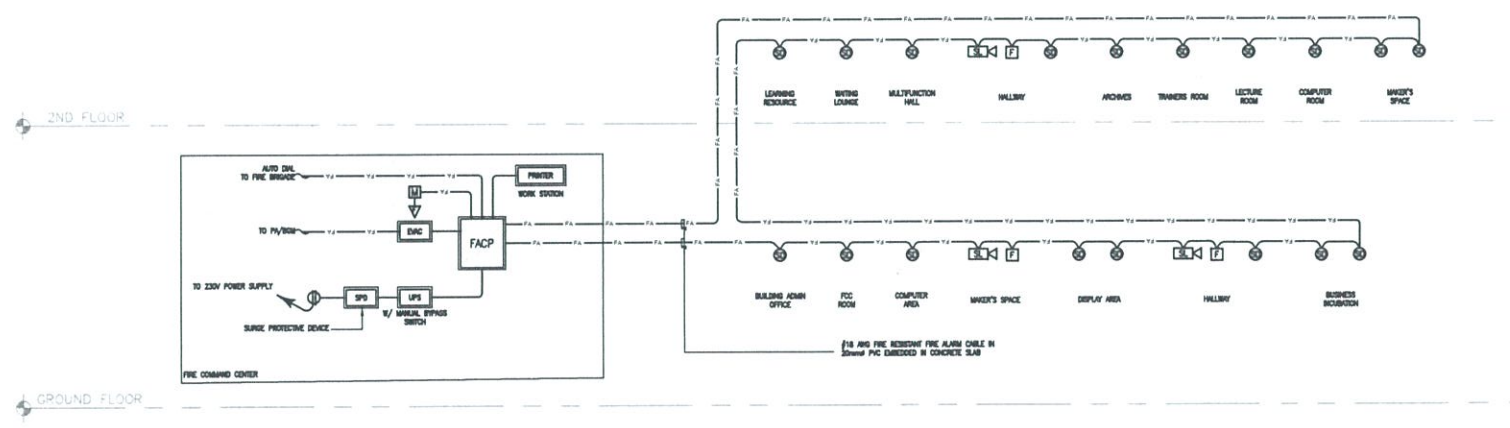 2ND FLOOR
GROUND FLOOR
LEARNING
RESOURCE
WAITING
LOUNGE
MULTIFUNCTION
HALL
HALLWAY
ARCHIVES
TRAINERS ROOM
LECTURE
ROOM
COMPUTER
ROOM
MAKER'S
SPACE
AUTO DIAL
TO FIRE BRIGADE
M
PRINTER
WORK STATION
TO PA/BGM
EVAC
FACP
TO 230V POWER SUPPLY
SPD
UPS
W/ MANUAL BYPASS
SWITCH
SURGE PROTECTIVE DEVICE
FIRE COMMAND CENTER
FA
SL
F
BUILDING ADMIN
OFFICE
FCC
ROOM
COMPUTER
AREA
MAKER'S SPACE
DISPLAY AREA
HALLWAY
BUSINESS
INCUBATION
#18 AWG FIRE RESISTANT FIRE ALARM CABLE IN
20mmø PVC EMBEDDED IN CONCRETE SLAB